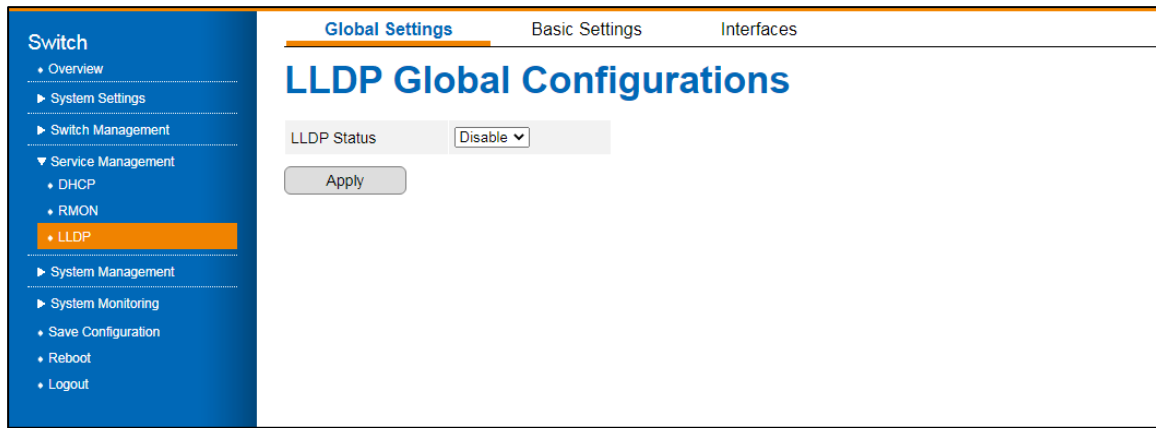 Switch
Overview
System Settings
Switch Management
Service Management
DHCP
RMON
LLDP
System Management
System Monitoring
Save Configuration
Reboot
Logout
Global Settings Basic Settings Interfaces
LLDP Global Configurations
LLDP Status Disable
Apply